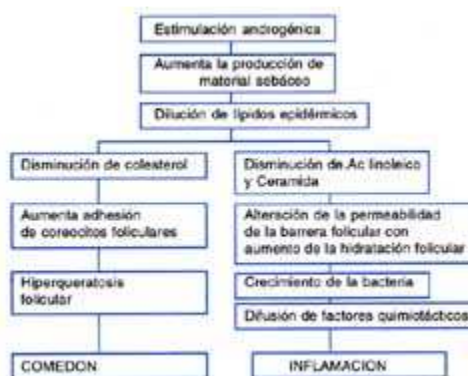 Estimulación androgénica
Aumenta la producción de
material sebáceo
Dilución de lípidos epidérmicos
Disminución de colesterol
Aumenta adhesión
de coreocitos foliculares
Hiperqueratosis
folicular
COMEDON
Disminución de Ac linoleico
y Ceramida
Alteración de la permeabilidad
de la barrera folicular con
aumento de la hidratación folicular
Crecimiento de la bacteria
Difusión de factores quimiotácticos
INFLAMACION